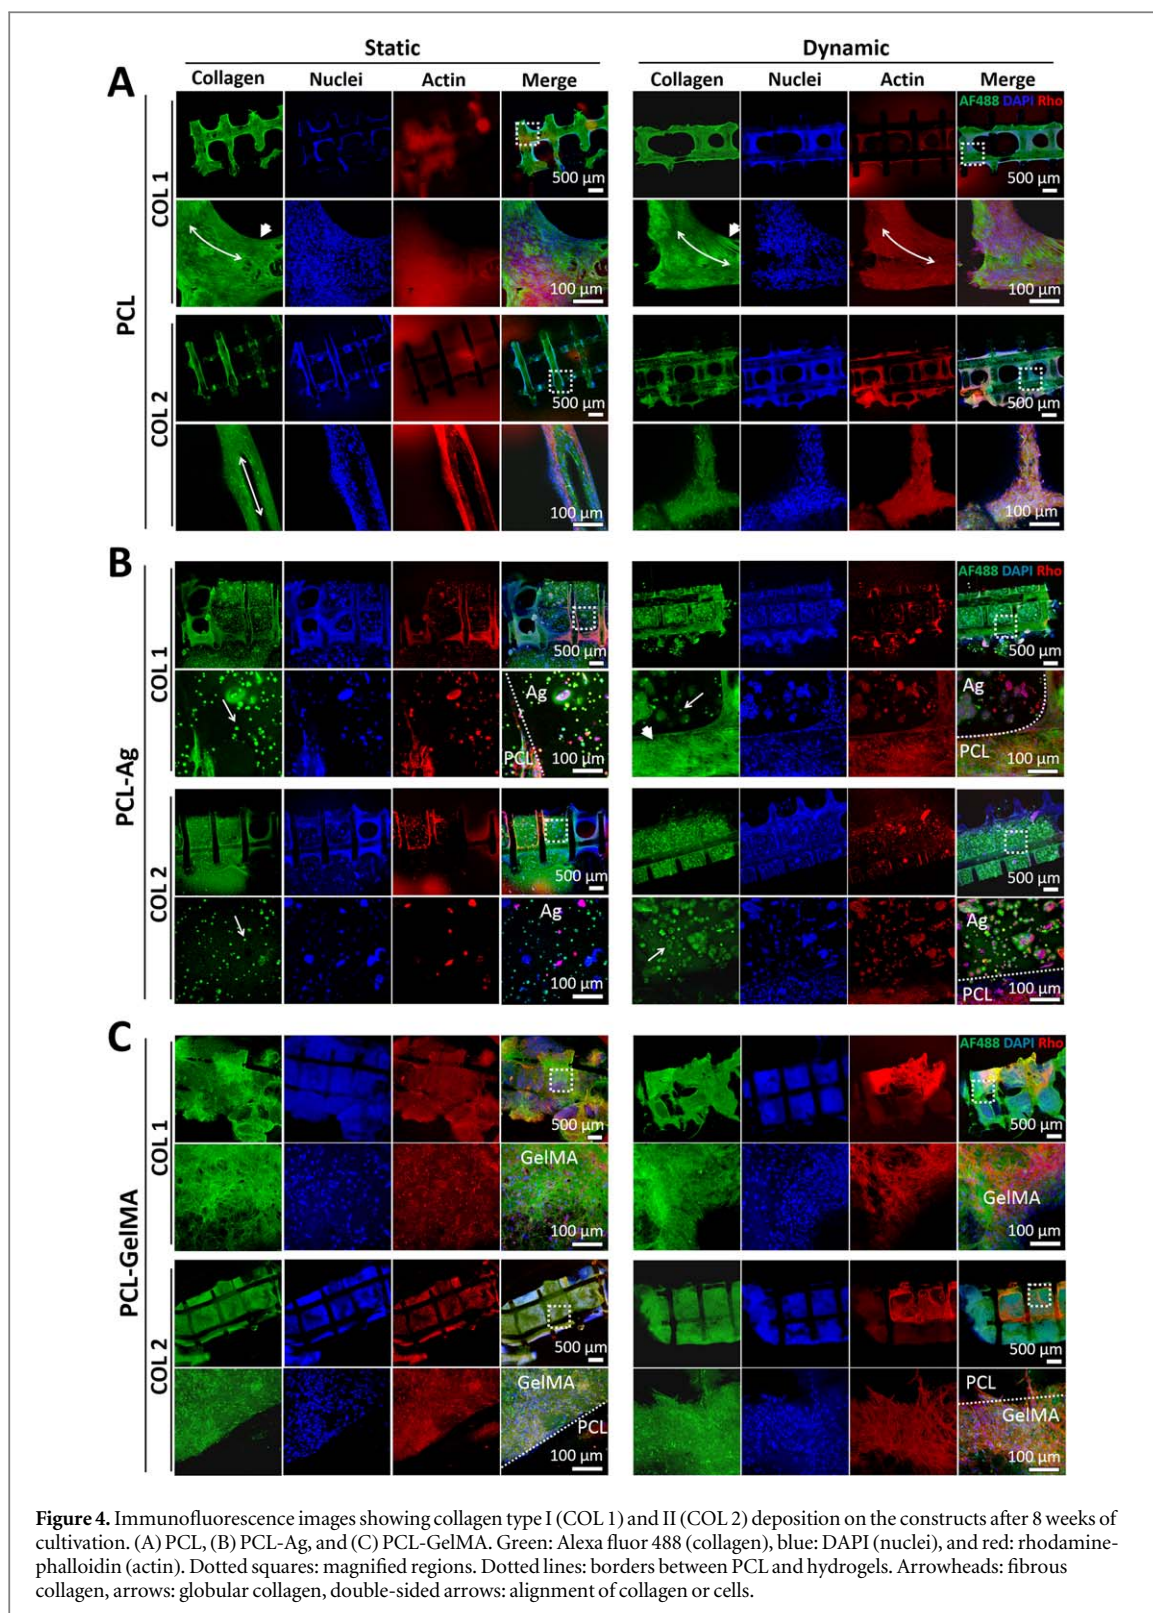 Static Dynamic
A Collagen Nuclei Actin Merge Collagen Nuclei Actin Merge
PCL
COL 1
AF488 DAPI Rho
500 µm 500 µm
100 µm 100 µm
COL 2
500 µm 500 µm
100 µm 100 µm
B
PCL-Ag
COL 1
AF488 DAPI Rho
500 µm 500 µm
Ag Ag
PCL PCL
100 µm 100 µm
COL 2
500 µm 500 µm
Ag Ag
100 µm PCL 100 µm
C
PCL-GelMA
COL 1
AF488 DAPI Rho
500 µm 500 µm
GelMA GelMA
100 µm 100 µm
COL 2
500 µm 500 µm
GelMA PCL
PCL GelMA
100 µm 100 µm
Figure 4. Immunofluorescence images showing collagen type I (COL 1) and II (COL 2) deposition on the constructs after 8 weeks of
cultivation. (A) PCL, (B) PCL-Ag, and (C) PCL-GelMA. Green: Alexa fluor 488 (collagen), blue: DAPI (nuclei), and red: rhodamine-
phalloidin (actin). Dotted squares: magnified regions. Dotted lines: borders between PCL and hydrogels. Arrowheads: fibrous
collagen, arrows: globular collagen, double-sided arrows: alignment of collagen or cells.